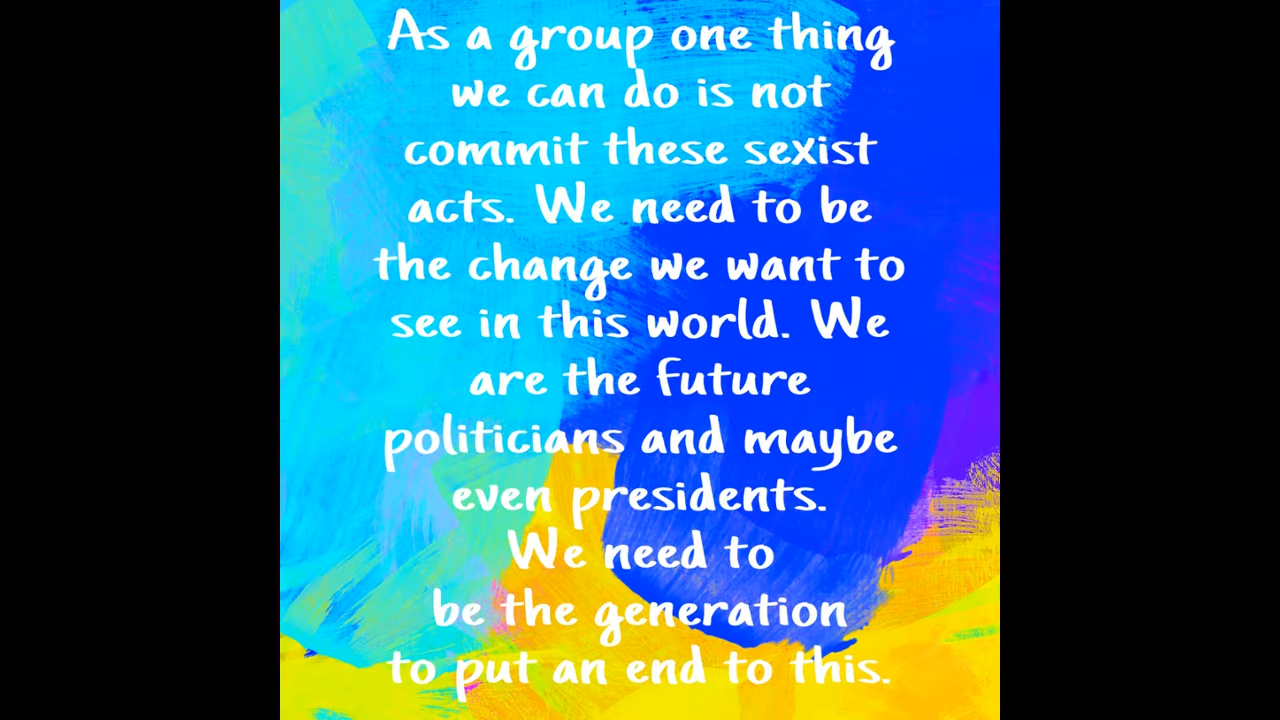 As a group one thing
we can do is not
commit these sexist
acts. We need to be
the change we want to
see in this world. We
are the future
politicians and maybe
even presidents.
We need to
be the generation
to put an end to this.